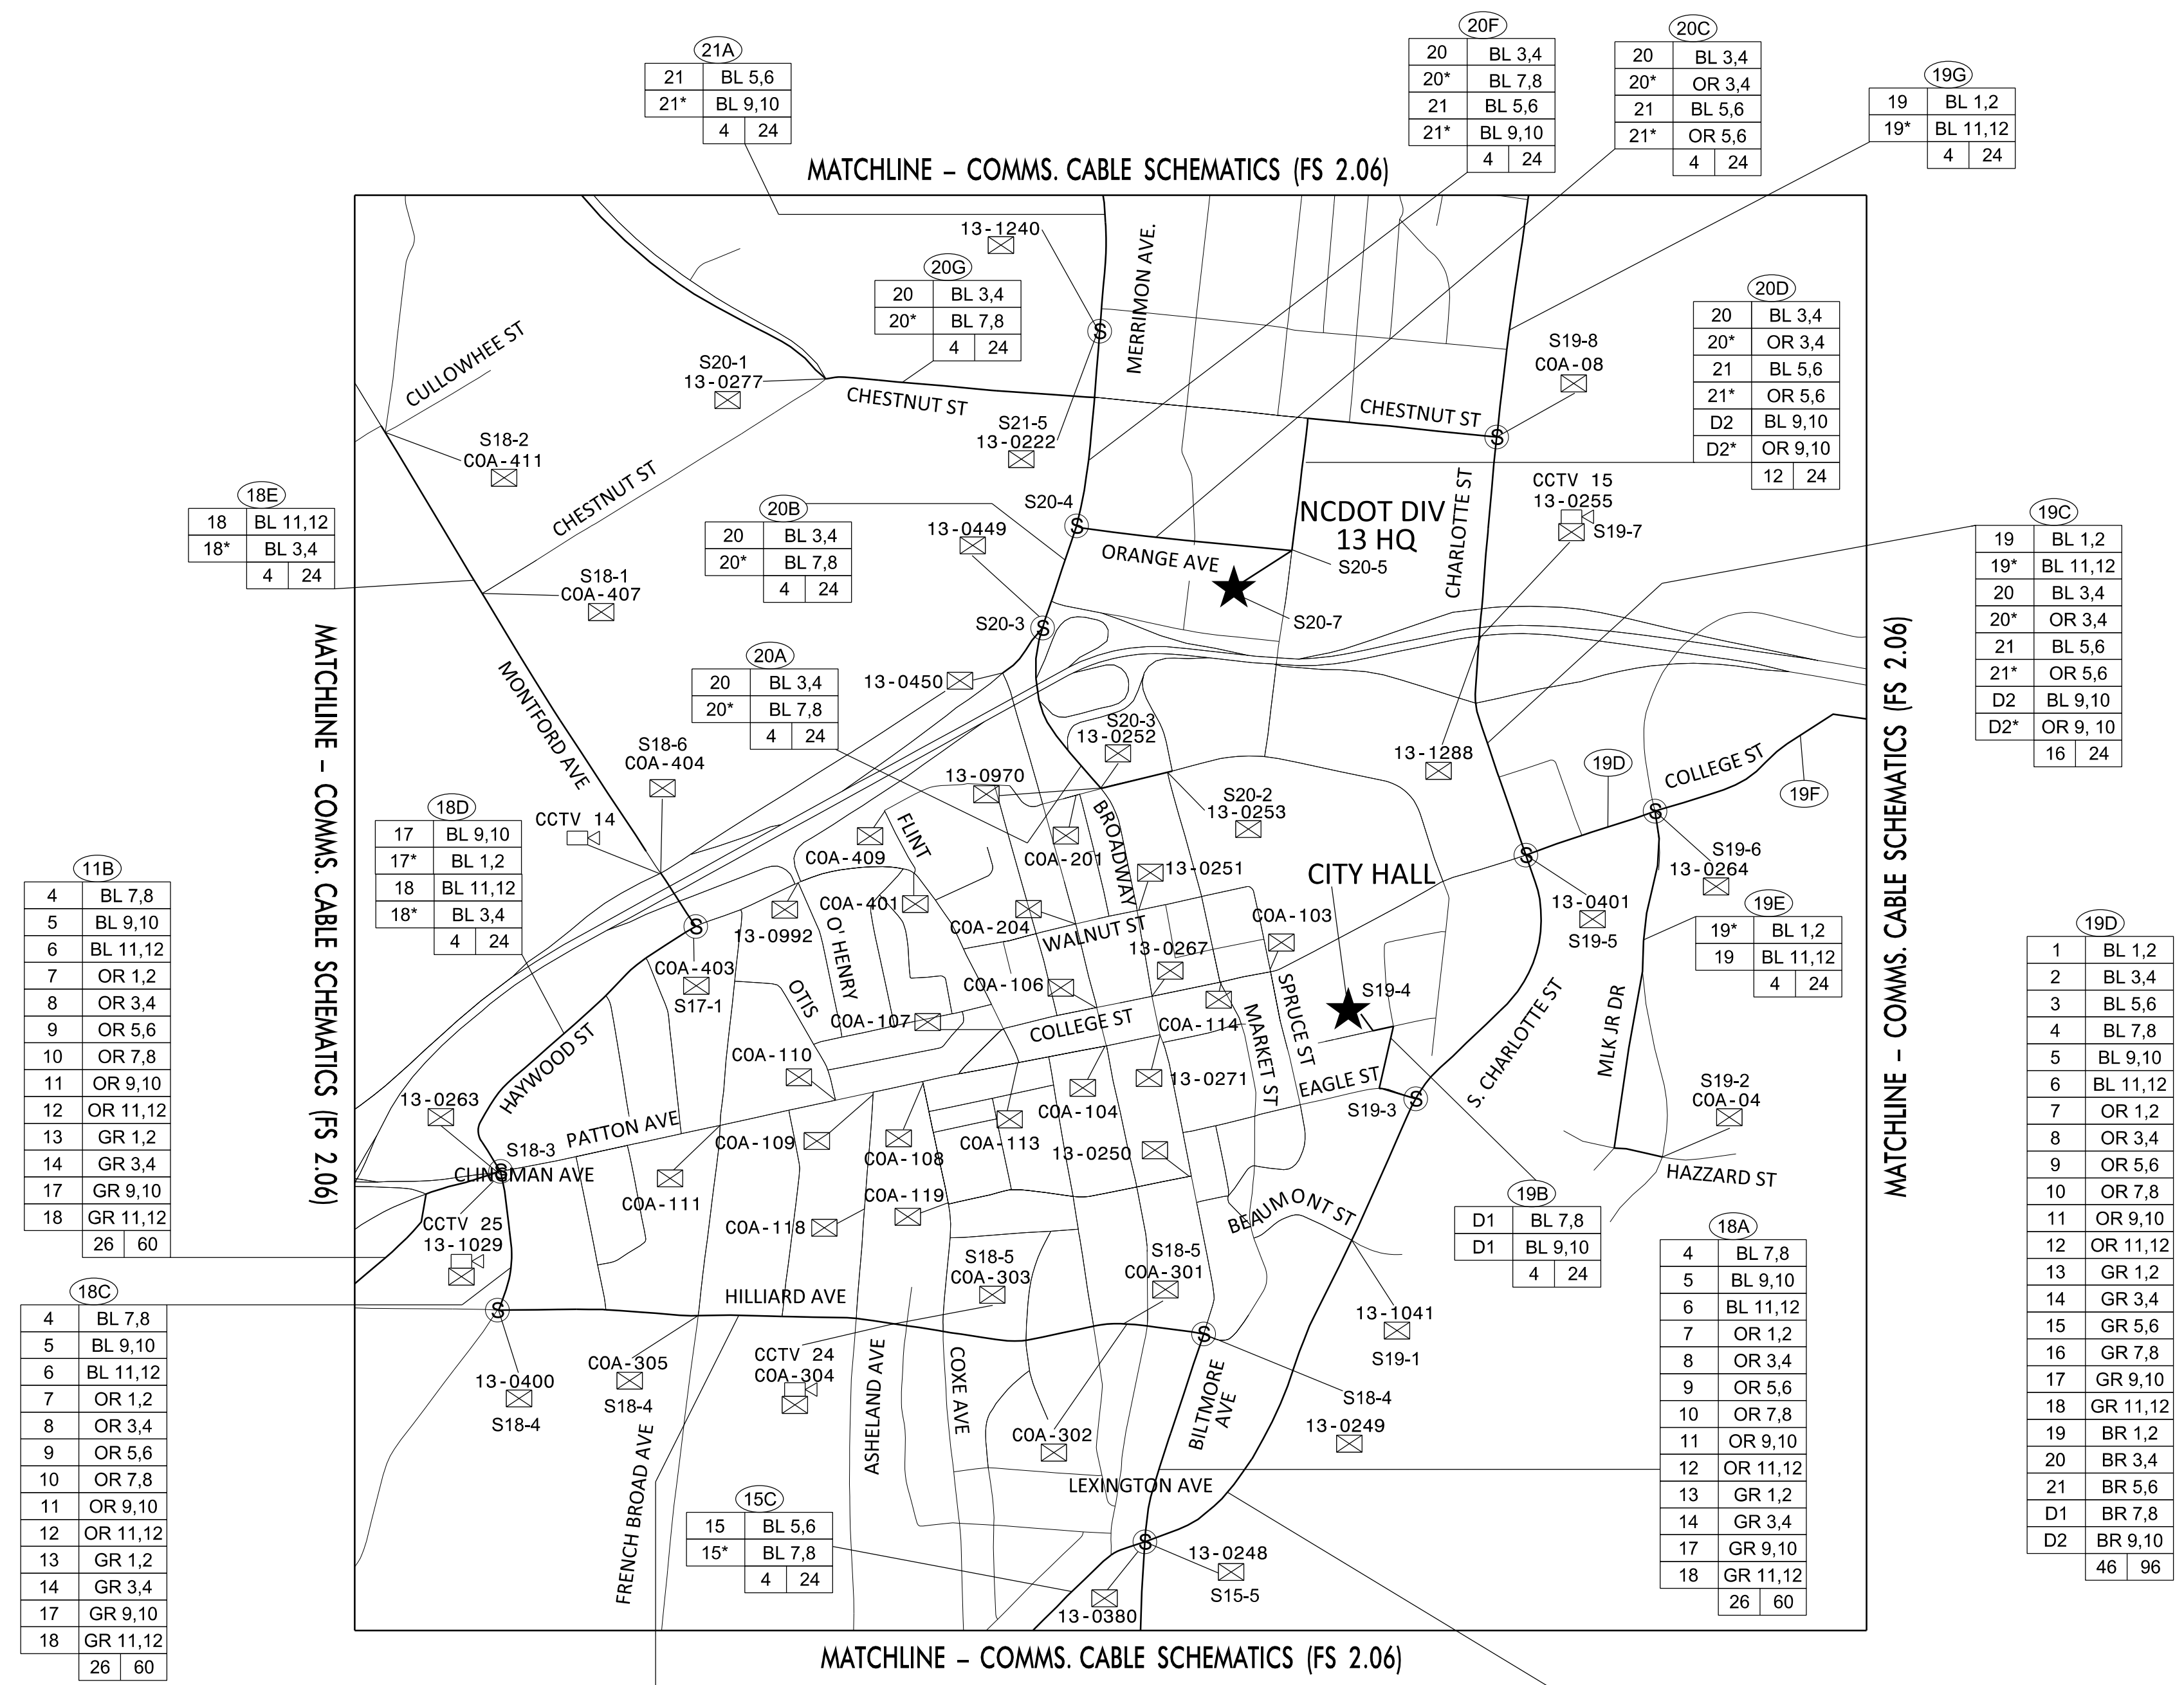 21A
21 BL 5,6
21* BL 9,10
4 24
20F
20 BL 3,4
20* BL 7,8
21 BL 5,6
21* BL 9,10
4 24
20C
20 BL 3,4
20* OR 3,4
21 BL 5,6
21* OR 5,6
4 24
19G
19 BL 1,2
19* BL 11,12
4 24
MATCHLINE – COMMS. CABLE SCHEMATICS (FS 2.06)
13-1240
MERRIMON AVE.
20G
20 BL 3,4
20* BL 7,8
4 24
S
20D
20 BL 3,4
20* OR 3,4
21 BL 5,6
21* OR 5,6
D2 BL 9,10
D2* OR 9,10
12 24
CULLOWHEE ST
S20-1
13-0277
CHESTNUT ST
S19-8
COA-08
CHESTNUT ST
S
S21-5
13-0222
S18-2
COA-411
CHESTNUT ST
CHARLOTTE ST
CCTV 15
13-0255
S19-7
18E
18 BL 11,12
18* BL 3,4
4 24
20B
20 BL 3,4
20* BL 7,8
4 24
S20-4
S
13-0449
ORANGE AVE
NCDOT DIV
13 HQ
S20-5
S20-7
19C
19 BL 1,2
19* BL 11,12
20 BL 3,4
20* OR 3,4
21 BL 5,6
21* OR 5,6
D2 BL 9,10
D2* OR 9, 10
16 24
S18-1
COA-407
S20-3
S
MATCHLINE – COMMS. CABLE SCHEMATICS (FS 2.06)
MATCHLINE – COMMS. CABLE SCHEMATICS (FS 2.06)
MONTFORD AVE
20A
20 BL 3,4
20* BL 7,8
4 24
13-0450
S20-3
13-0252
S18-6
COA-404
13-1288
19D
COLLEGE ST
19F
13-0970
S20-2
13-0253
CCTV 14
18D
17 BL 9,10
17* BL 1,2
18 BL 11,12
18* BL 3,4
4 24
COA-409
FLINT
COA-201
BROADWAY
13-0251
CITY HALL
S
S
S19-6
13-0264
11B
4 BL 7,8
5 BL 9,10
6 BL 11,12
7 OR 1,2
8 OR 3,4
9 OR 5,6
10 OR 7,8
11 OR 9,10
12 OR 11,12
13 GR 1,2
14 GR 3,4
17 GR 9,10
18 GR 11,12
26 60
S
13-0992
COA-401
COA-204
WALNUT ST
13-0267
COA-103
13-0401
S19-5
19E
19* BL 1,2
19 BL 11,12
4 24
19D
1 BL 1,2
2 BL 3,4
3 BL 5,6
4 BL 7,8
5 BL 9,10
6 BL 11,12
7 OR 1,2
8 OR 3,4
9 OR 5,6
10 OR 7,8
11 OR 9,10
12 OR 11,12
13 GR 1,2
14 GR 3,4
15 GR 5,6
16 GR 7,8
17 GR 9,10
18 GR 11,12
19 BR 1,2
20 BR 3,4
21 BR 5,6
D1 BR 7,8
D2 BR 9,10
46 96
COA-403
S17-1
O' HENRY
OTIS
COA-106
COA-107
COLLEGE ST
COA-114
MARKET ST
SPRUCE ST
S19-4
S. CHARLOTTE ST
MLK JR DR
HAYWOOD ST
COA-110
13-0271
EAGLE ST
S19-3
S
S19-2
COA-04
13-0263
PATTON AVE
COA-109
COA-108
COA-113
COA-104
13-0250
S18-3
S
CLINGMAN AVE
COA-111
COA-118
COA-119
BEAUMONT ST
HAZZARD ST
19B
D1 BL 7,8
D1 BL 9,10
4 24
CCTV 25
13-1029
18C
4 BL 7,8
5 BL 9,10
6 BL 11,12
7 OR 1,2
8 OR 3,4
9 OR 5,6
10 OR 7,8
11 OR 9,10
12 OR 11,12
13 GR 1,2
14 GR 3,4
17 GR 9,10
18 GR 11,12
26 60
S
HILLIARD AVE
S18-5
COA-303
S18-5
COA-301
13-1041
S19-1
18A
4 BL 7,8
5 BL 9,10
6 BL 11,12
7 OR 1,2
8 OR 3,4
9 OR 5,6
10 OR 7,8
11 OR 9,10
12 OR 11,12
13 GR 1,2
14 GR 3,4
17 GR 9,10
18 GR 11,12
26 60
13-0400
S18-4
COA-305
S18-4
CCTV 24
COA-304
S
S18-4
FRENCH BROAD AVE
ASHELAND AVE
COXE AVE
COA-302
BILTMORE
AVE
13-0249
LEXINGTON AVE
15C
15 BL 5,6
15* BL 7,8
4 24
S
13-0248
S15-5
13-0380
MATCHLINE – COMMS. CABLE SCHEMATICS (FS 2.06)